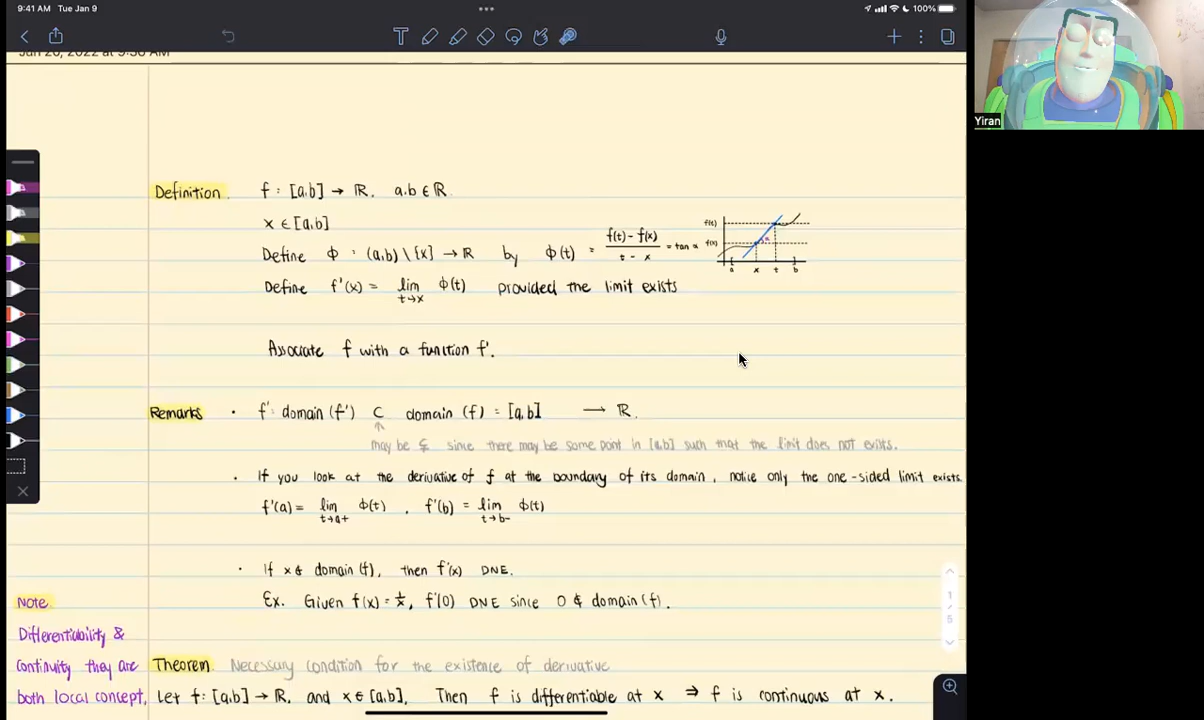 9:41 AM Tue Jan 9
100%
Yiran
Definition f : [a,b] → ℝ. a.b ∈ ℝ
x ∈ [a,b]
Define Φ : (a,b) \ {x} → ℝ by Φ(t) = f(t) - f(x) / t - x = tan α
f(t)
f(x)
α
a x t b
Define f'(x) = lim t→x Φ(t) provided the limit exists
Associate f with a function f'.
Remarks · f' : domain (f') ⊂ domain (f) = [a,b] → ℝ.
may be ⊊ since there may be some point in [a,b] such that the limit does not exists.
· If you look at the derivative of f at the boundary of its domain, notice only the one-sided limit exists.
f'(a) = lim t→a+ Φ(t) , f'(b) = lim t→b- Φ(t)
· If x ∉ domain (f), then f'(x) DNE.
Ex. Given f(x) = 1/x, f'(0) DNE since 0 ∉ domain (f).
1
5
Note.
Differentiability &
continuity they are
both local concept,
Theorem. Necessary condition for the existence of derivative
Let f : [a,b] → ℝ, and x ∈ [a,b], Then f is differentiable at x ⇒ f is continuous at x.